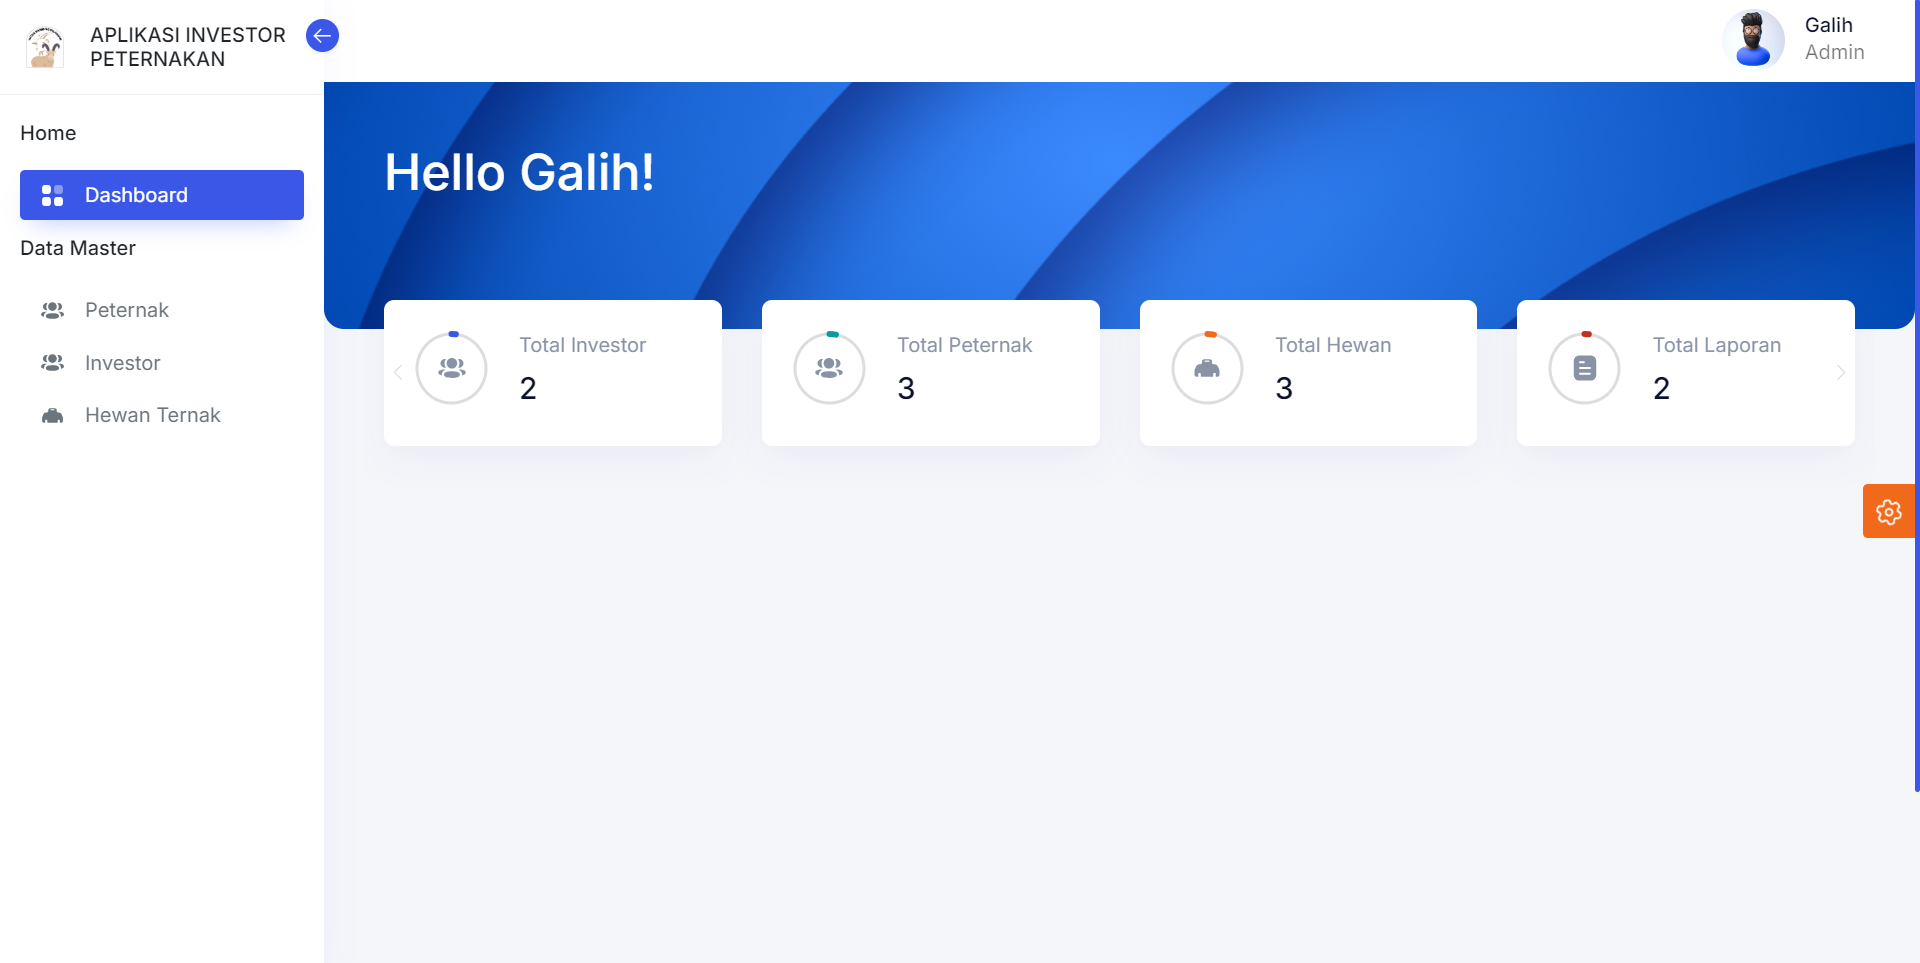 APLIKASI INVESTOR
PETERNAKAN
Galih
Admin
Home
Dashboard
Data Master
Peternak
Investor
Hewan Ternak
Hello Galih!
Total Investor
2
Total Peternak
3
Total Hewan
3
Total Laporan
2